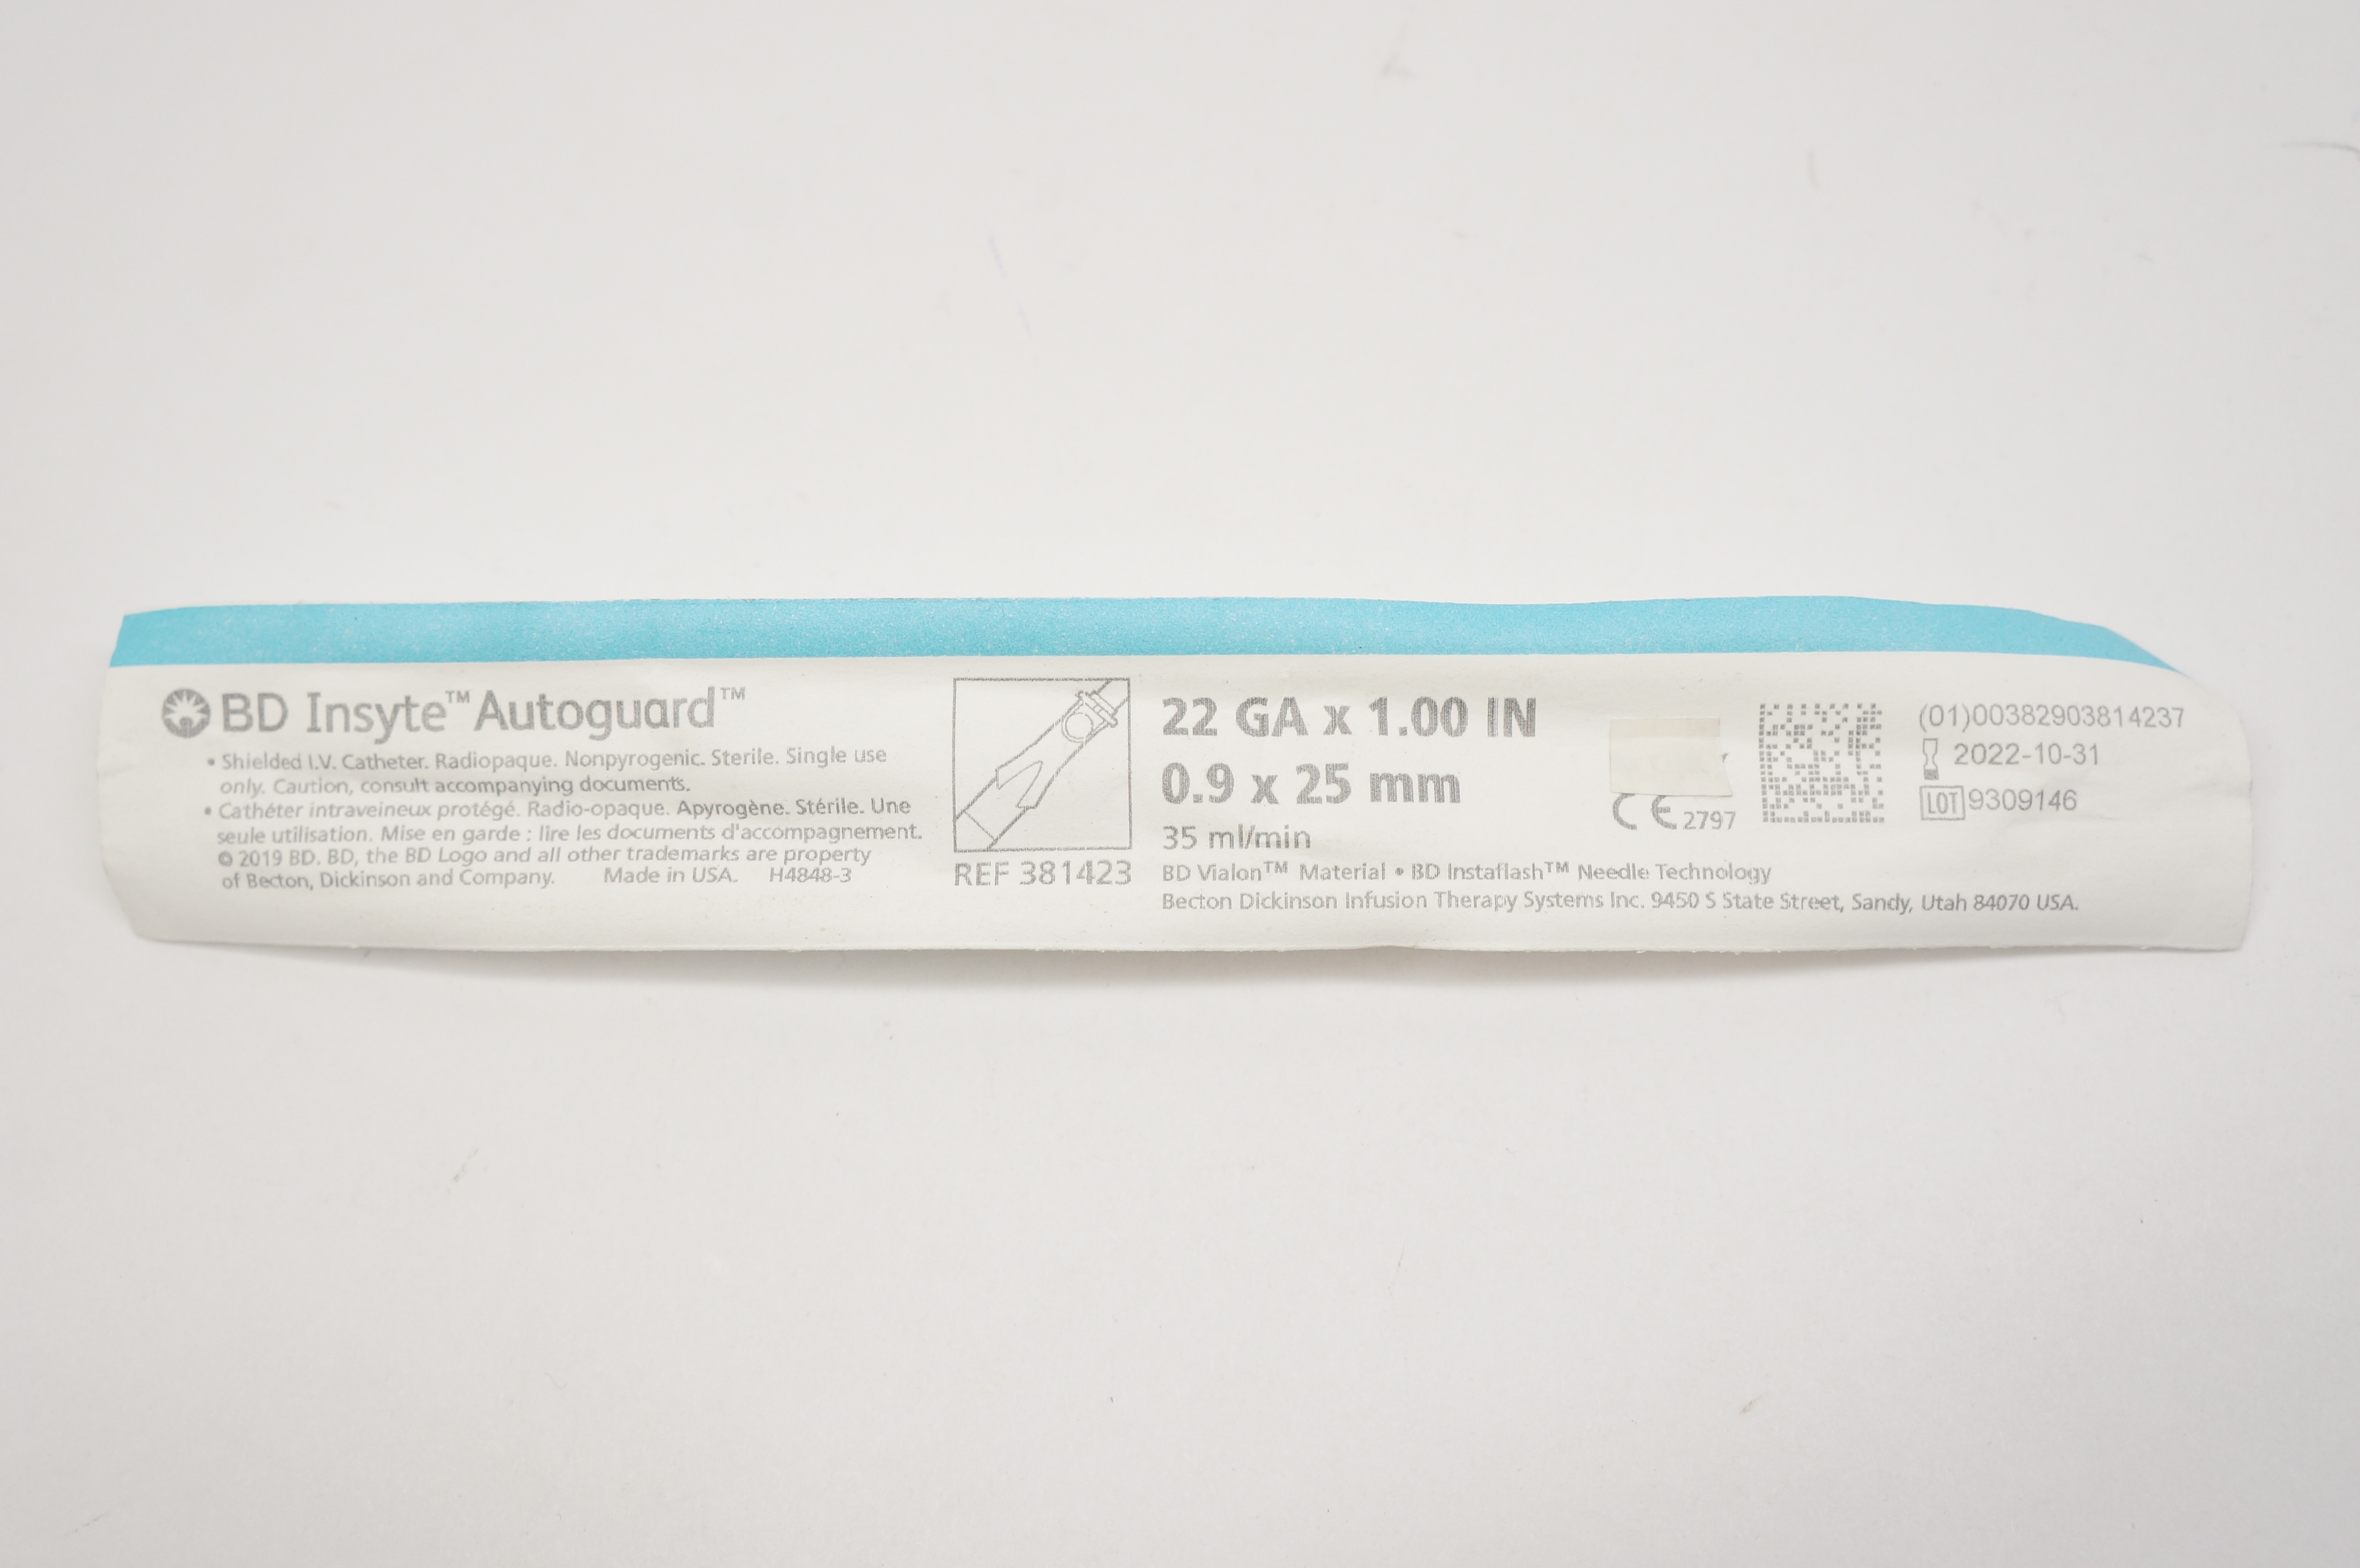 BD Insyte™ Autoguard™
• Shielded I.V. Catheter. Radiopaque. Nonpyrogenic. Sterile. Single use
only. Caution, consult accompanying documents.
• Cathéter intraveineux protégé. Radio-opaque. Apyrogène. Stérile. Une
seule utilisation. Mise en garde : lire les documents d'accompagnement.
© 2019 BD. BD, the BD Logo and all other trademarks are property
of Becton, Dickinson and Company. Made in USA. H4848-3
REF 381423
22 GA x 1.00 IN
0.9 x 25 mm
35 ml/min
BD Vialon™ Material • BD Instaflash™ Needle Technology
Becton Dickinson Infusion Therapy Systems Inc. 9450 S State Street, Sandy, Utah 84070 USA.
CE 2797
(01)00382903814237
2022-10-31
LOT 9309146